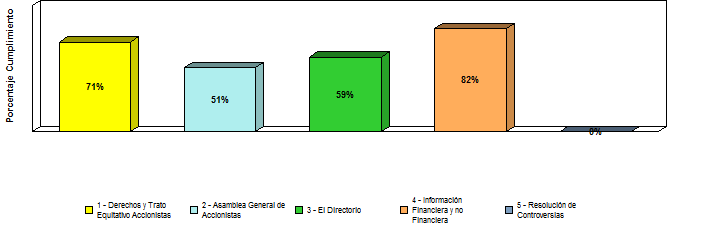 Porcentaje Cumplimiento
71%
51%
59%
82%
0%
1 - Derechos y Trato
Equitativo Accionistas
2 - Asamblea General de
Accionistas
3 - El Directorio
4 - Información
Financiera y no
Financiera
5 - Resolución de
Controversias